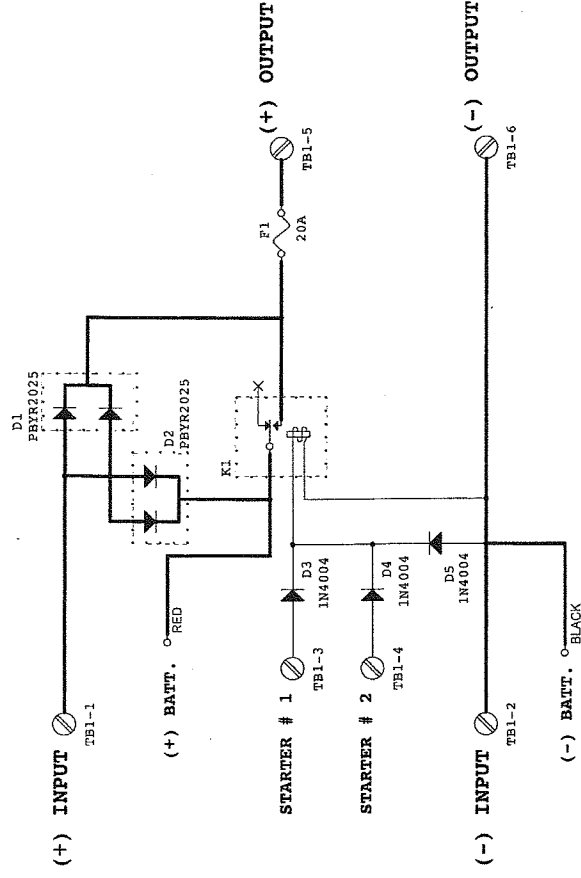 (+) INPUT
TB1-1
D1
PBYR2025
D2
PBYR2025
(+) BATT.
RED
K1
F1
20A
(+) OUTPUT
TB1-5
STARTER # 1
TB1-3
D3
1N4004
STARTER # 2
TB1-4
D4
1N4004
D5
1N4004
(-) INPUT
TB1-2
(-) BATT.
BLACK
(-) OUTPUT
TB1-6